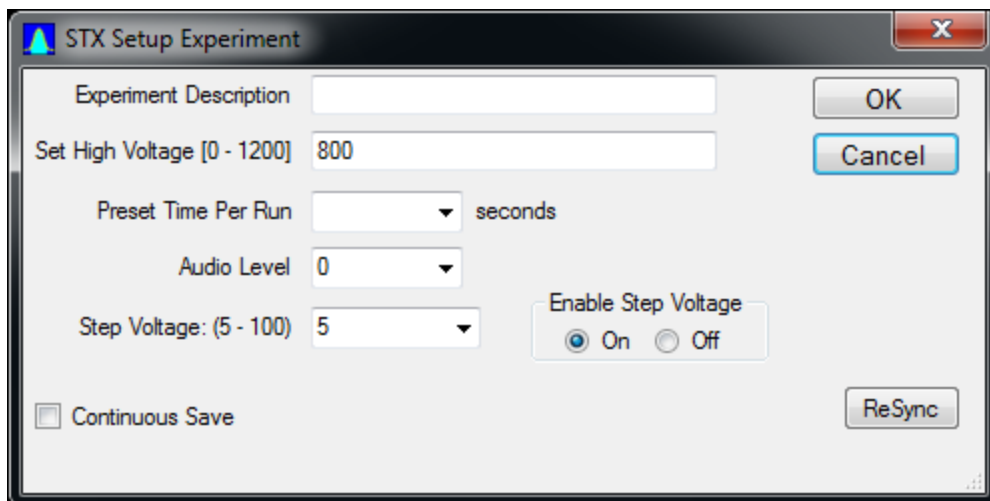 STX Setup Experiment
Experiment Description
OK
Set High Voltage [0 - 1200] 800
Cancel
Preset Time Per Run seconds
Audio Level 0
Step Voltage: (5 - 100) 5
Enable Step Voltage
On Off
Continuous Save
ReSync